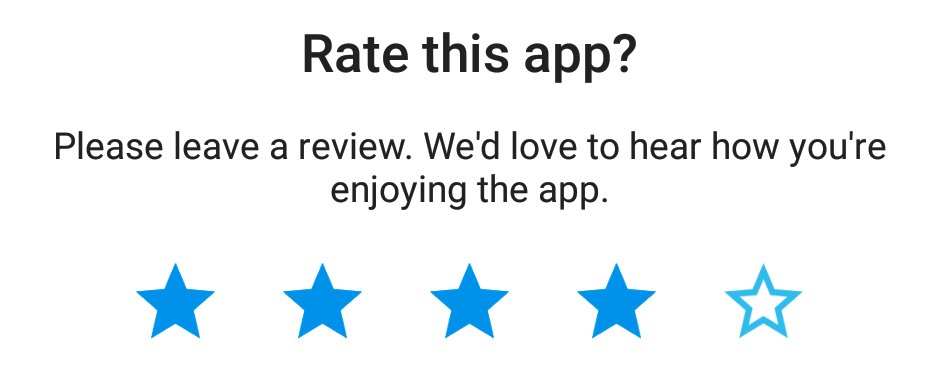 Rate this app?
Please leave a review. We'd love to hear how you're
enjoying the app.